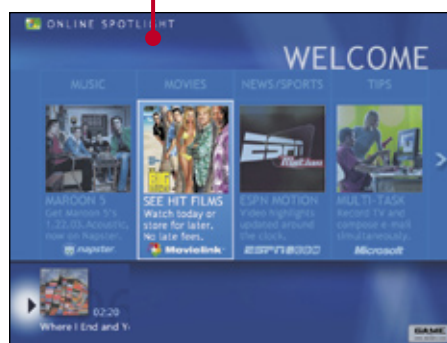 ONLINE SPOTLIGHT
WELCOME
MUSIC
MOVIES
NEWS/SPORTS
TIPS
MAROON 5
Get Maroon 5's
1.22.03.Acoustic,
now on Napster.
napster
SEE HIT FILMS
Watch today or
store for later.
No late fees.
Movielink
ESPN Motion
ESPN MOTION
Video highlights
updated around
the clock.
MULTI-TASK
Record TV and
compose e-mail
simultaneously.
Microsoft
02:20
Where I End and Y
GAME